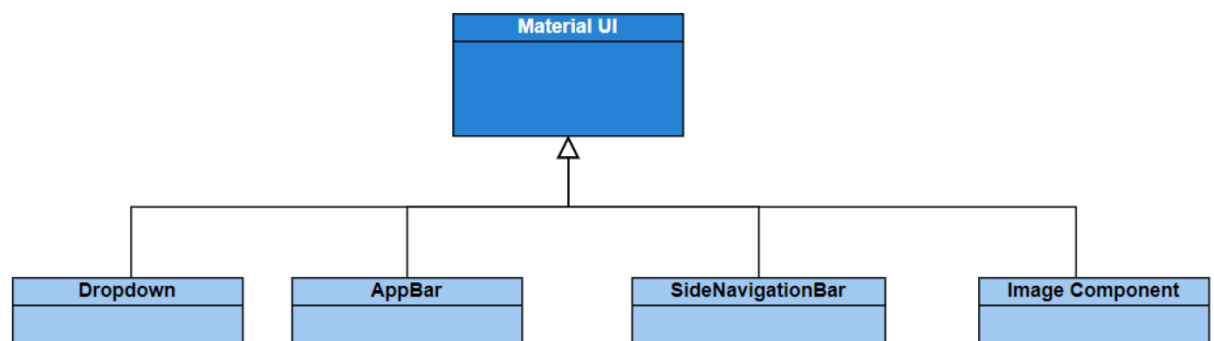 Material UI
Dropdown
AppBar
SideNavigationBar
Image Component